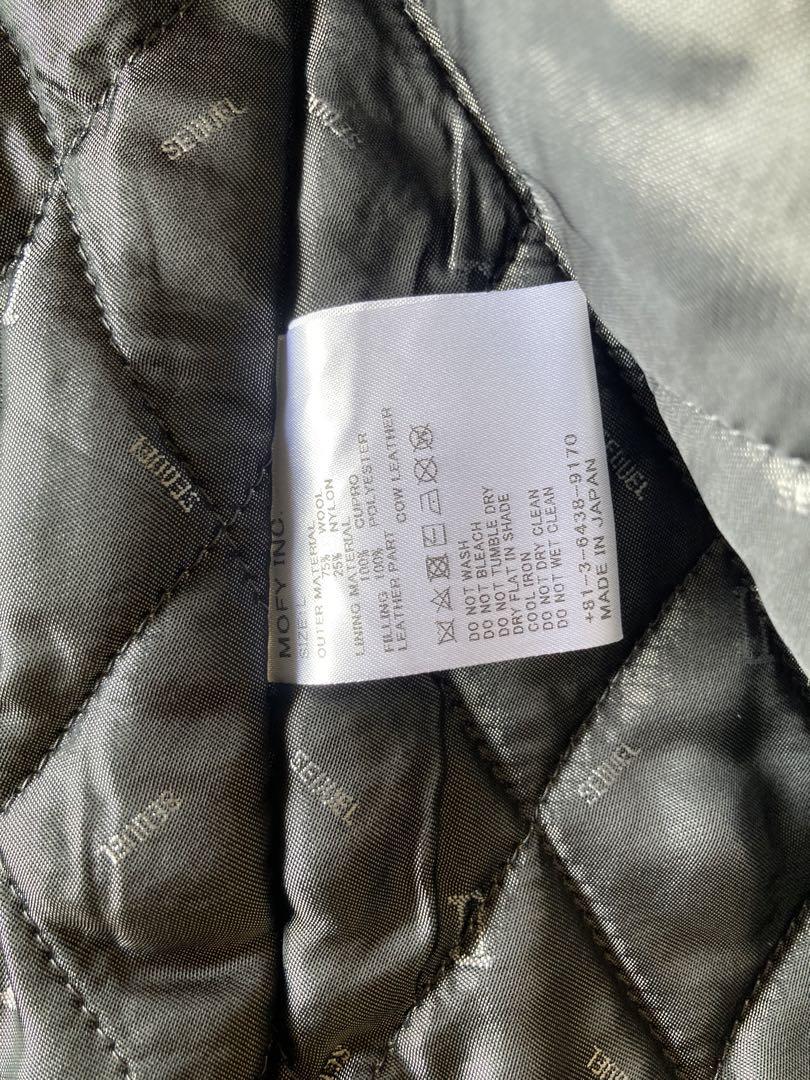 MOFY INC.
SIZE:L
OUTER MATERIAL
75% WOOL
25% NYLON
LINING MATERIAL
100% CUPRO
FILLING
100% POLYESTER
LEATHER PART COW LEATHER
DO NOT WASH
DO NOT BLEACH
DO NOT TUMBLE DRY
DRY FLAT IN SHADE
COOL IRON
DO NOT DRY CLEAN
DO NOT WET CLEAN
+81-3-6438-9170
MADE IN JAPAN
SEQUEL
SEQUEL
SEQUEL
SEQUEL
SEQUEL
SEQUEL
SEQUEL
SEQUEL